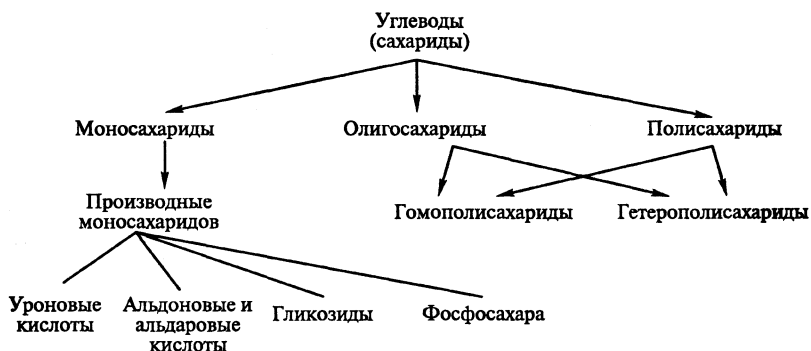 Углеводы
(сахариды)
Моносахариды
Олигосахариды
Полисахариды
Производные
моносахаридов
Гомополисахариды
Гетерополисахариды
Уроновые
кислоты
Альдоновые и
альдаровые
кислоты
Гликозиды
Фосфосахара